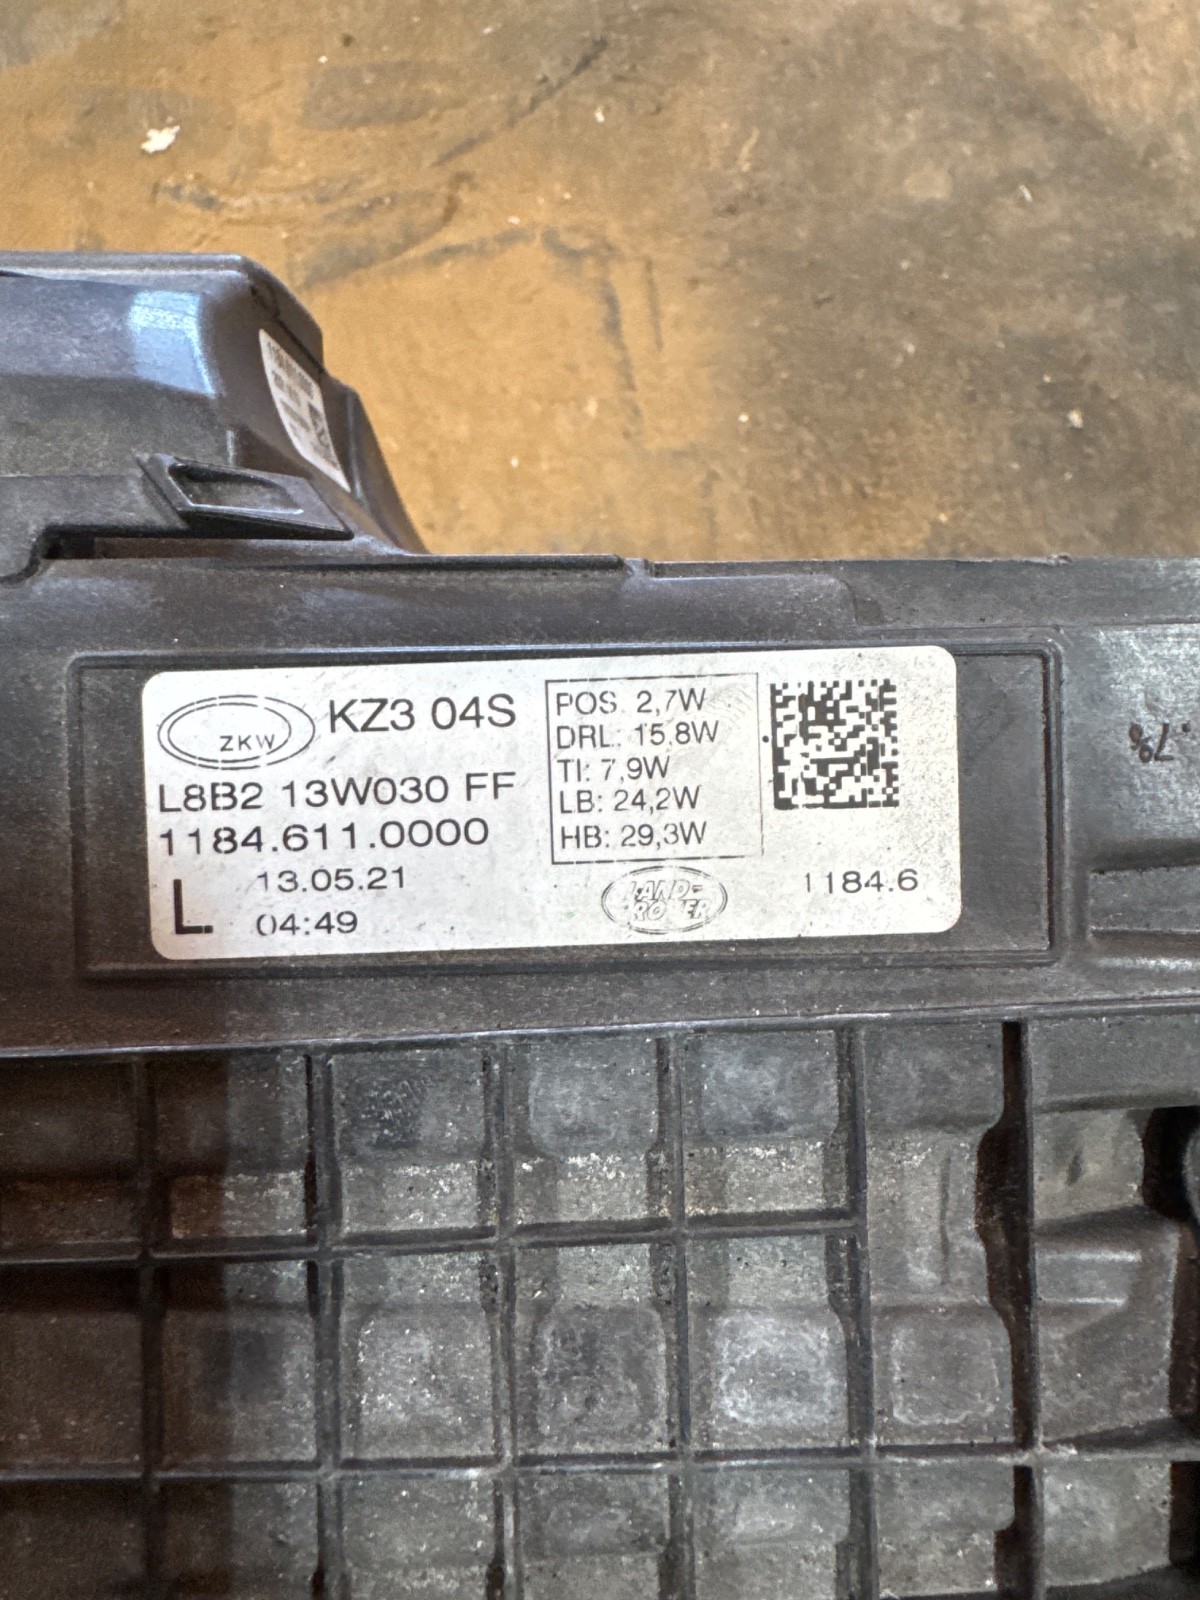 ZKW
KZ3 04S
L8B2 13W030 FF
1184.611.0000
L
13.05.21
04:49
POS: 2,7W
DRL: 15,8W
TI: 7,9W
LB: 24,2W
HB: 29,3W
LAND-
ROVER
1184.6